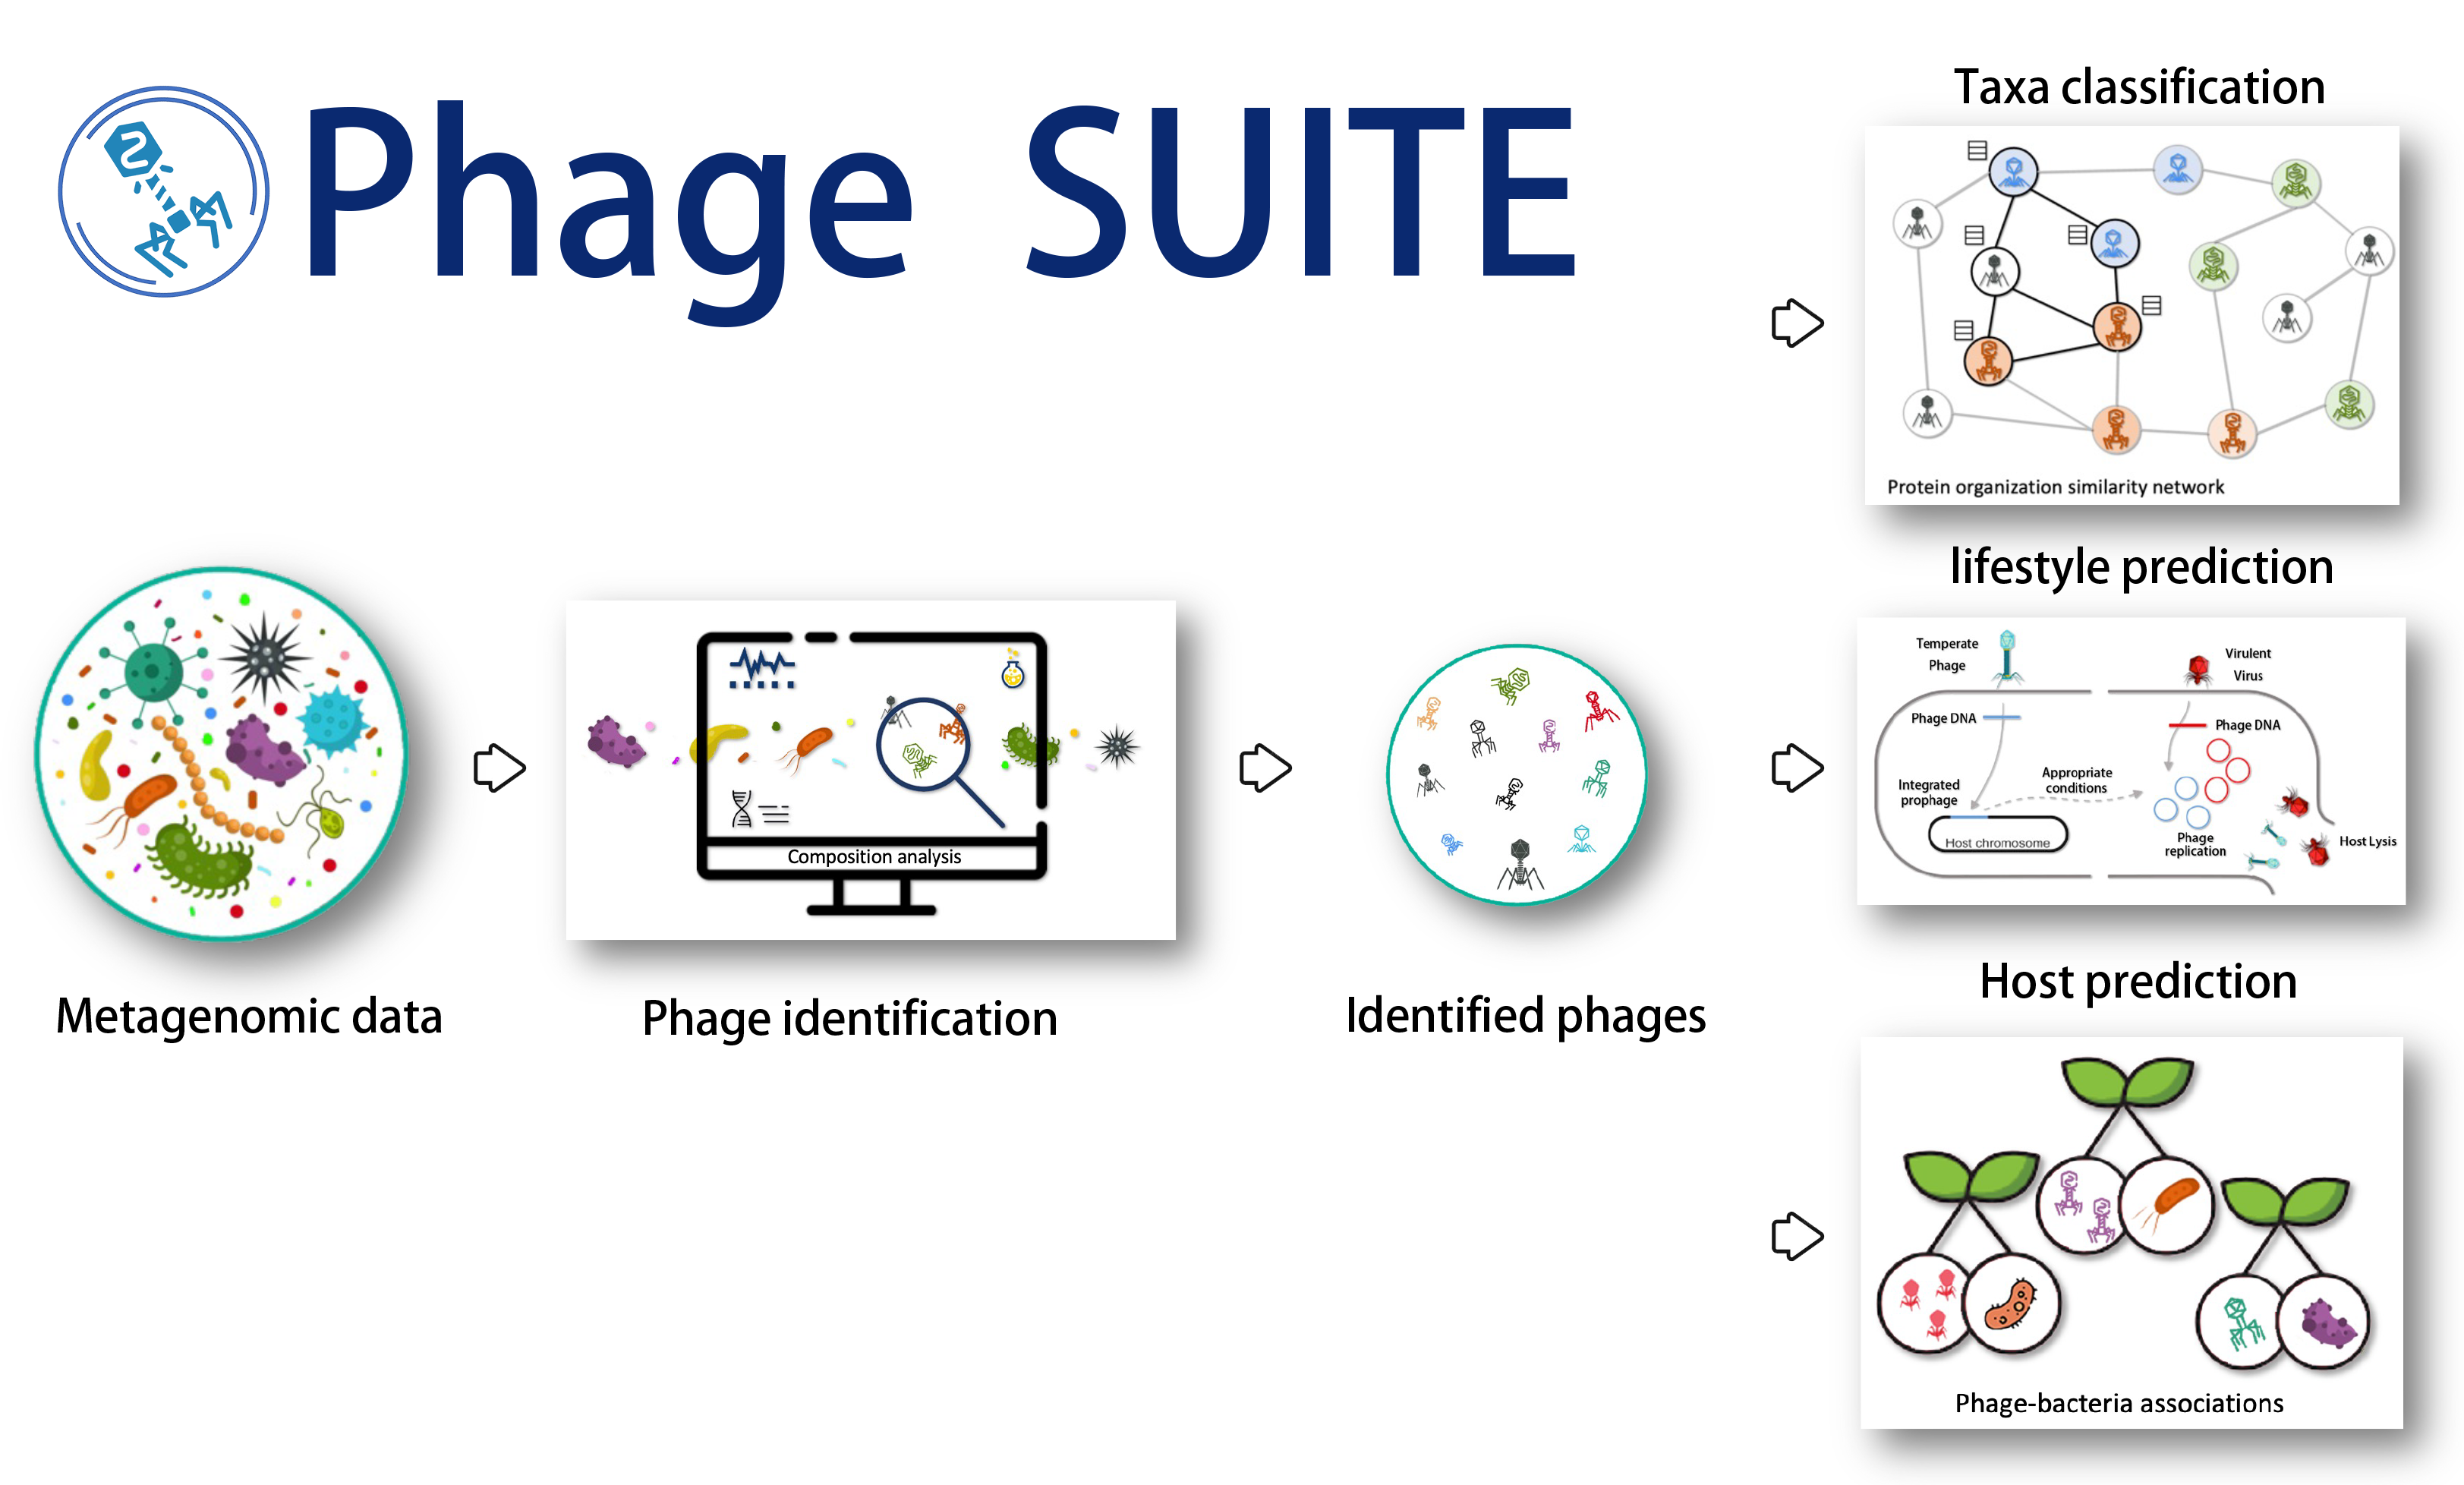 Phage SUITE
Taxa classification
Protein organization similarity network
lifestyle prediction
Temperate
Phage
Virulent
Virus
Phage DNA
Phage DNA
Integrated
prophage
Appropriate
conditions
Host chromosome
Phage
replication
Host Lysis
Composition analysis
Metagenomic data
Phage identification
Identified phages
Host prediction
Phage-bacteria associations